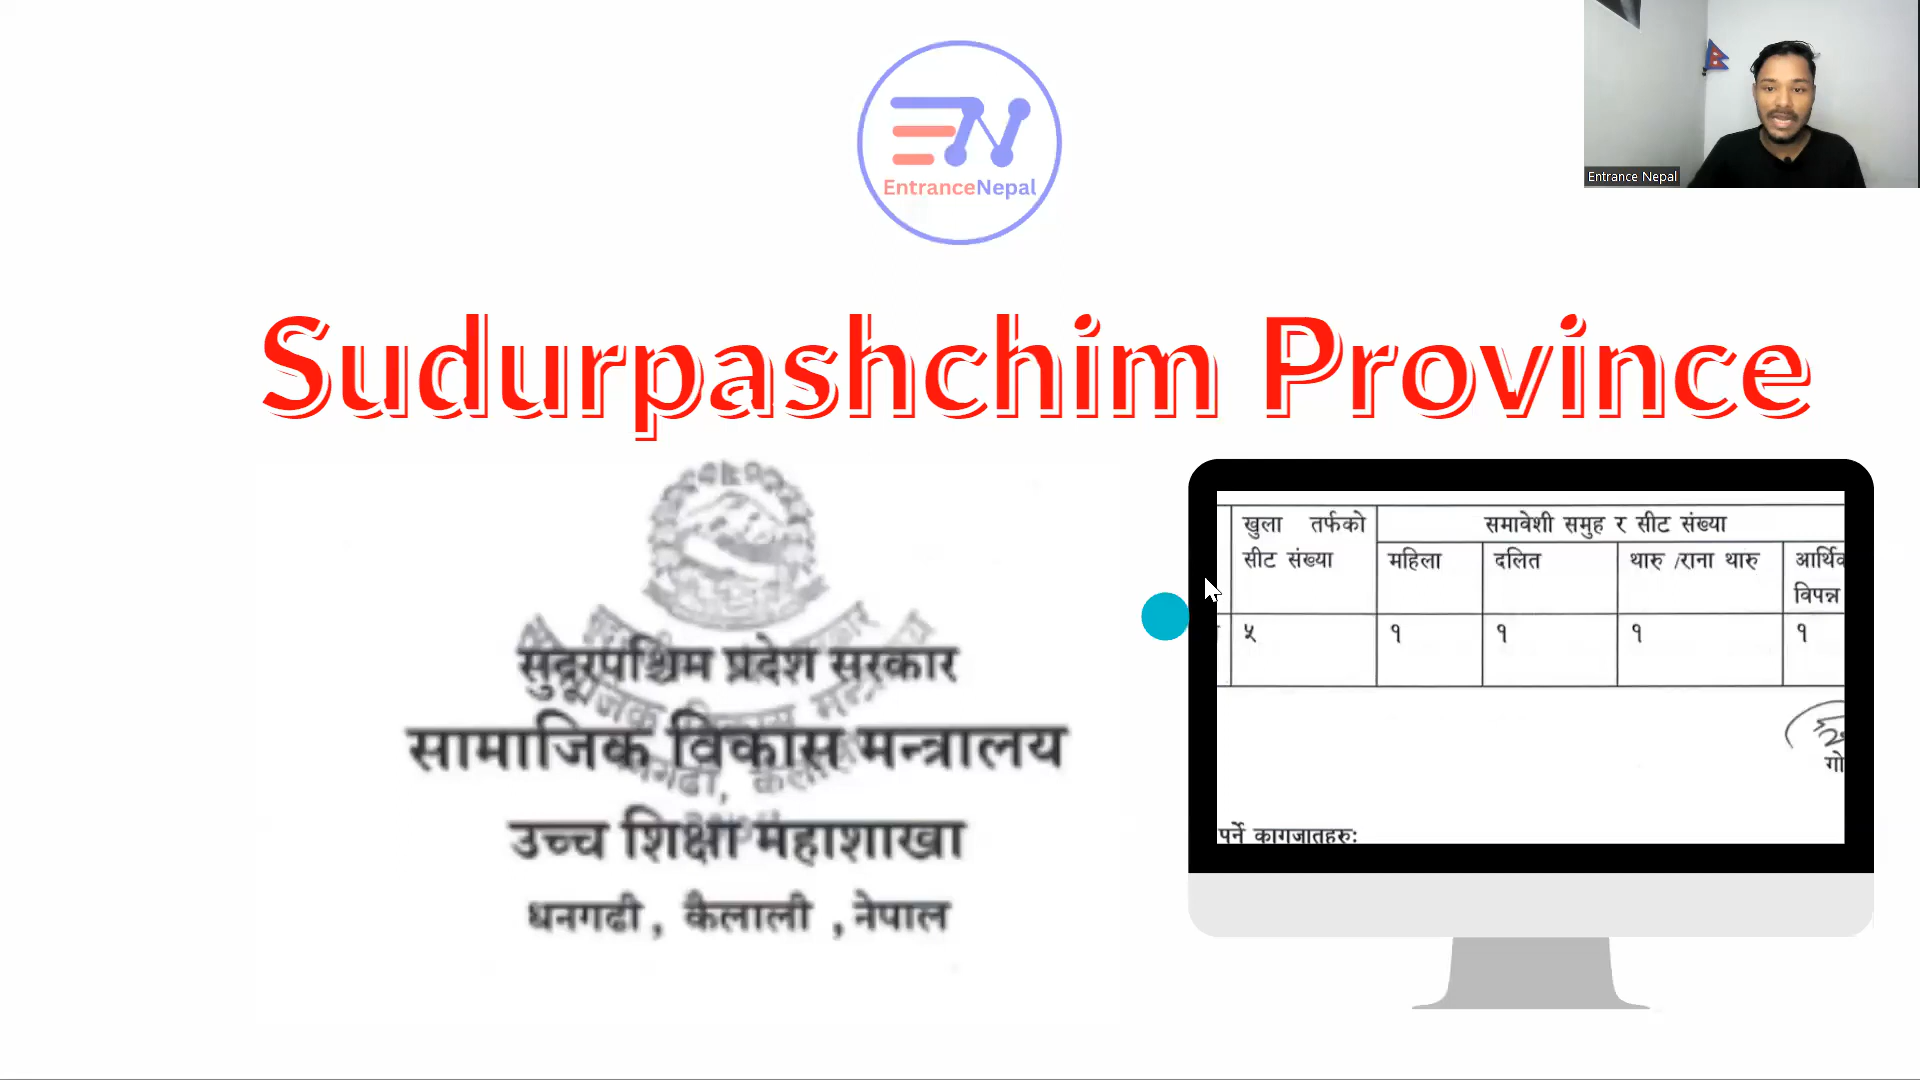 EntranceNepal
Entrance Nepal
Sudurpashchim Province
सुदूरपश्चिम प्रदेश सरकार
सामाजिक विकास मन्त्रालय
उच्च शिक्षा महाशाखा
धनगढी, कैलाली , नेपाल
खुला तर्फको सीट संख्या
समावेशी समुह र सीट संख्या
महिला दलित थारु /राना थारु आर्थिक विपन्न
५ १ १ १ १
गो
पर्ने कागजातहरु: